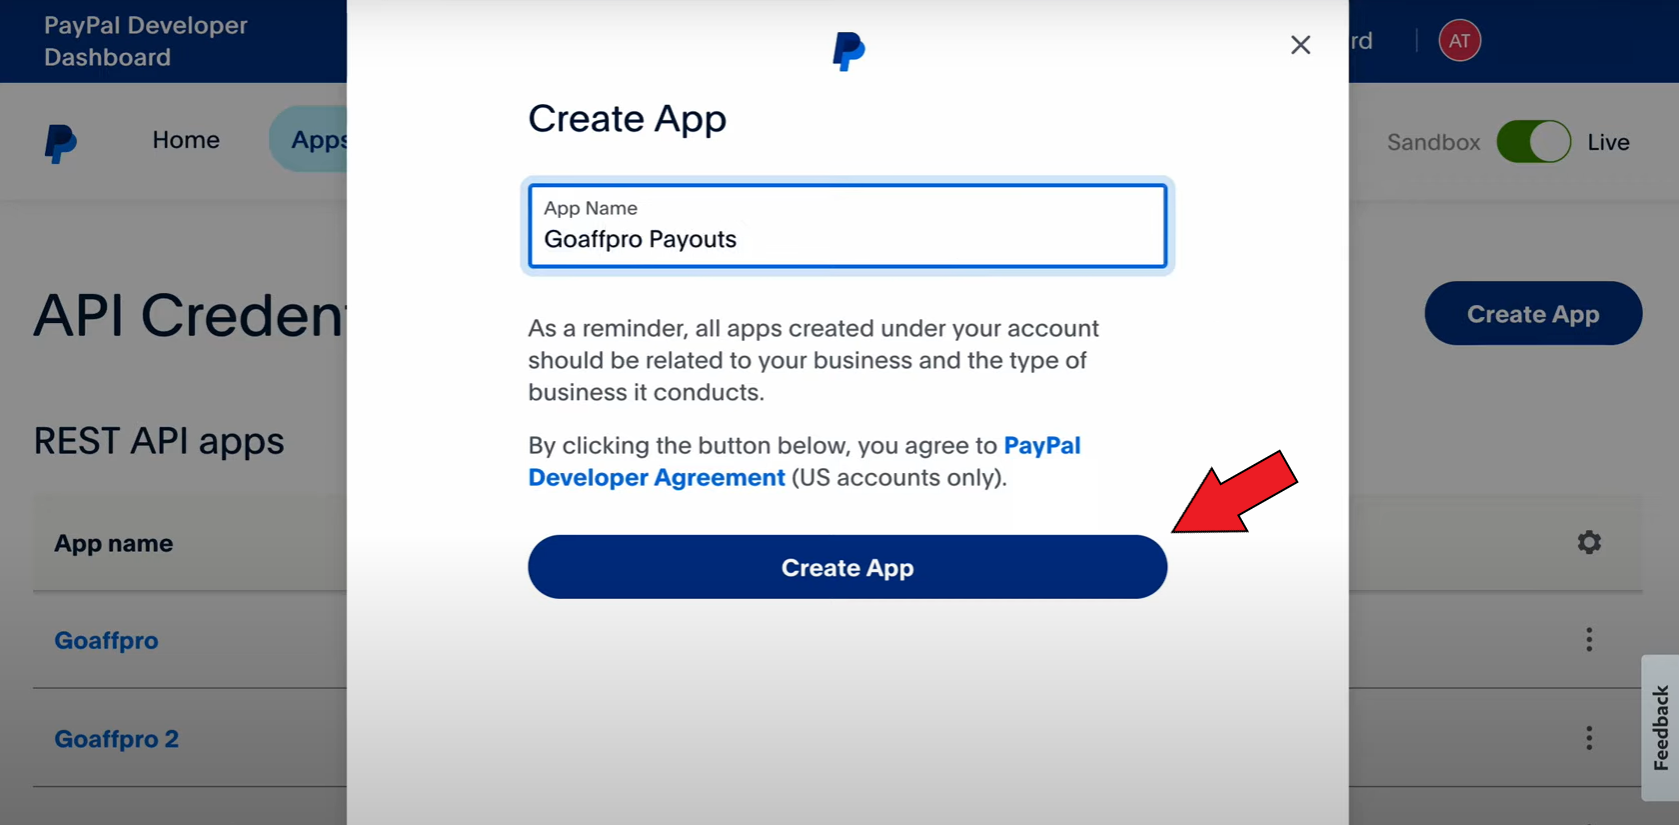 PayPal Developer
Dashboard
rd
AT
Home
Apps
Sandbox
Live
Create App
App Name
Goaffpro Payouts
API Creden
Create App
As a reminder, all apps created under your account
should be related to your business and the type of
business it conducts.
By clicking the button below, you agree to PayPal
Developer Agreement (US accounts only).
Create App
REST API apps
App name
Goaffpro
Goaffpro 2
Feedback